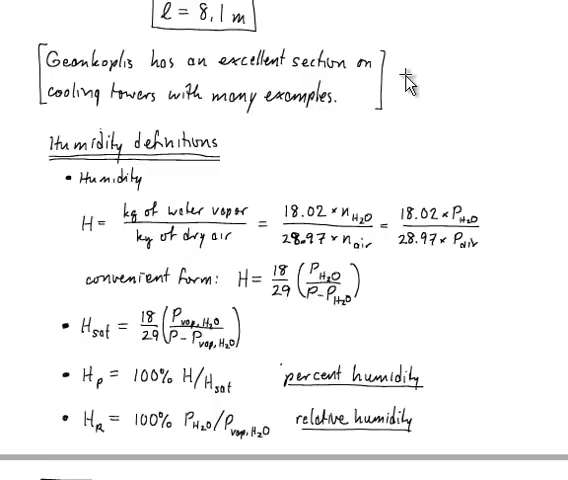 l = 8,1 m
[Geankoplis has an excellent section on
cooling towers with many examples.]
Humidity definitions
• Humidity
H = kg of water vapor / kg of dry air = 18.02 × n_H2O / 28.97 × n_air = 18.02 × P_H2O / 28.97 × P_air
convenient form: H = 18/29 (P_H2O / P - P_H2O)
• H_sat = 18/29 (P_vap,H2O / P - P_vap,H2O)
• H_P = 100% H/H_sat percent humidity
• H_R = 100% P_H2O/P_vap,H2O relative humidity